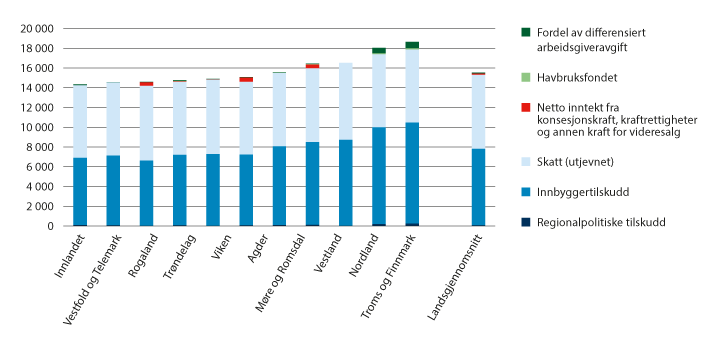 20 000
18 000
16 000
14 000
12 000
10 000
8 000
6 000
4 000
2 000
0
Innlandet
Vestfold og Telemark
Rogaland
Trøndelag
Viken
Agder
Møre og Romsdal
Vestland
Nordland
Troms og Finnmark
Landsgjennomsnitt
Fordel av differensiert
arbeidsgiveravgift
Havbruksfondet
Netto inntekt fra
konsesjonskraft, kraftrettigheter
og annen kraft for videresalg
Skatt (utjevnet)
Innbyggertilskudd
Regionalpolitiske tilskudd